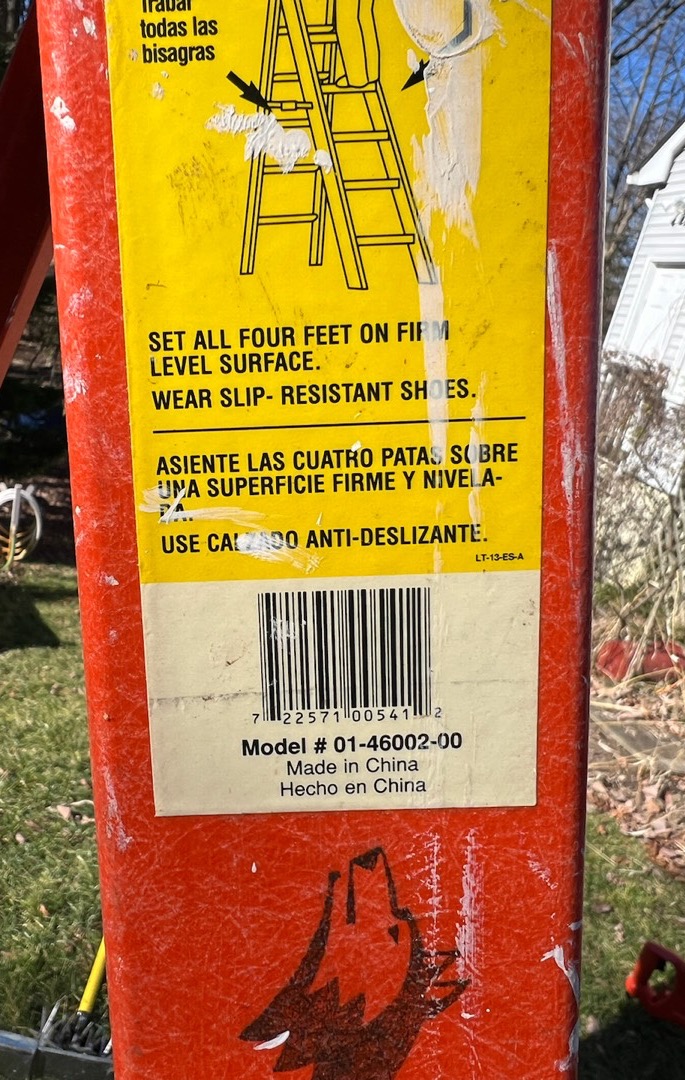 Trabar
todas las
bisagras
SET ALL FOUR FEET ON FIRM
LEVEL SURFACE.
WEAR SLIP- RESISTANT SHOES.
ASIENTE LAS CUATRO PATAS SOBRE
UNA SUPERFICIE FIRME Y NIVELA-
DA.
USE CALZADO ANTI-DESLIZANTE.
LT-13-ES-A
7 22571 00541 2
Model # 01-46002-00
Made in China
Hecho en China